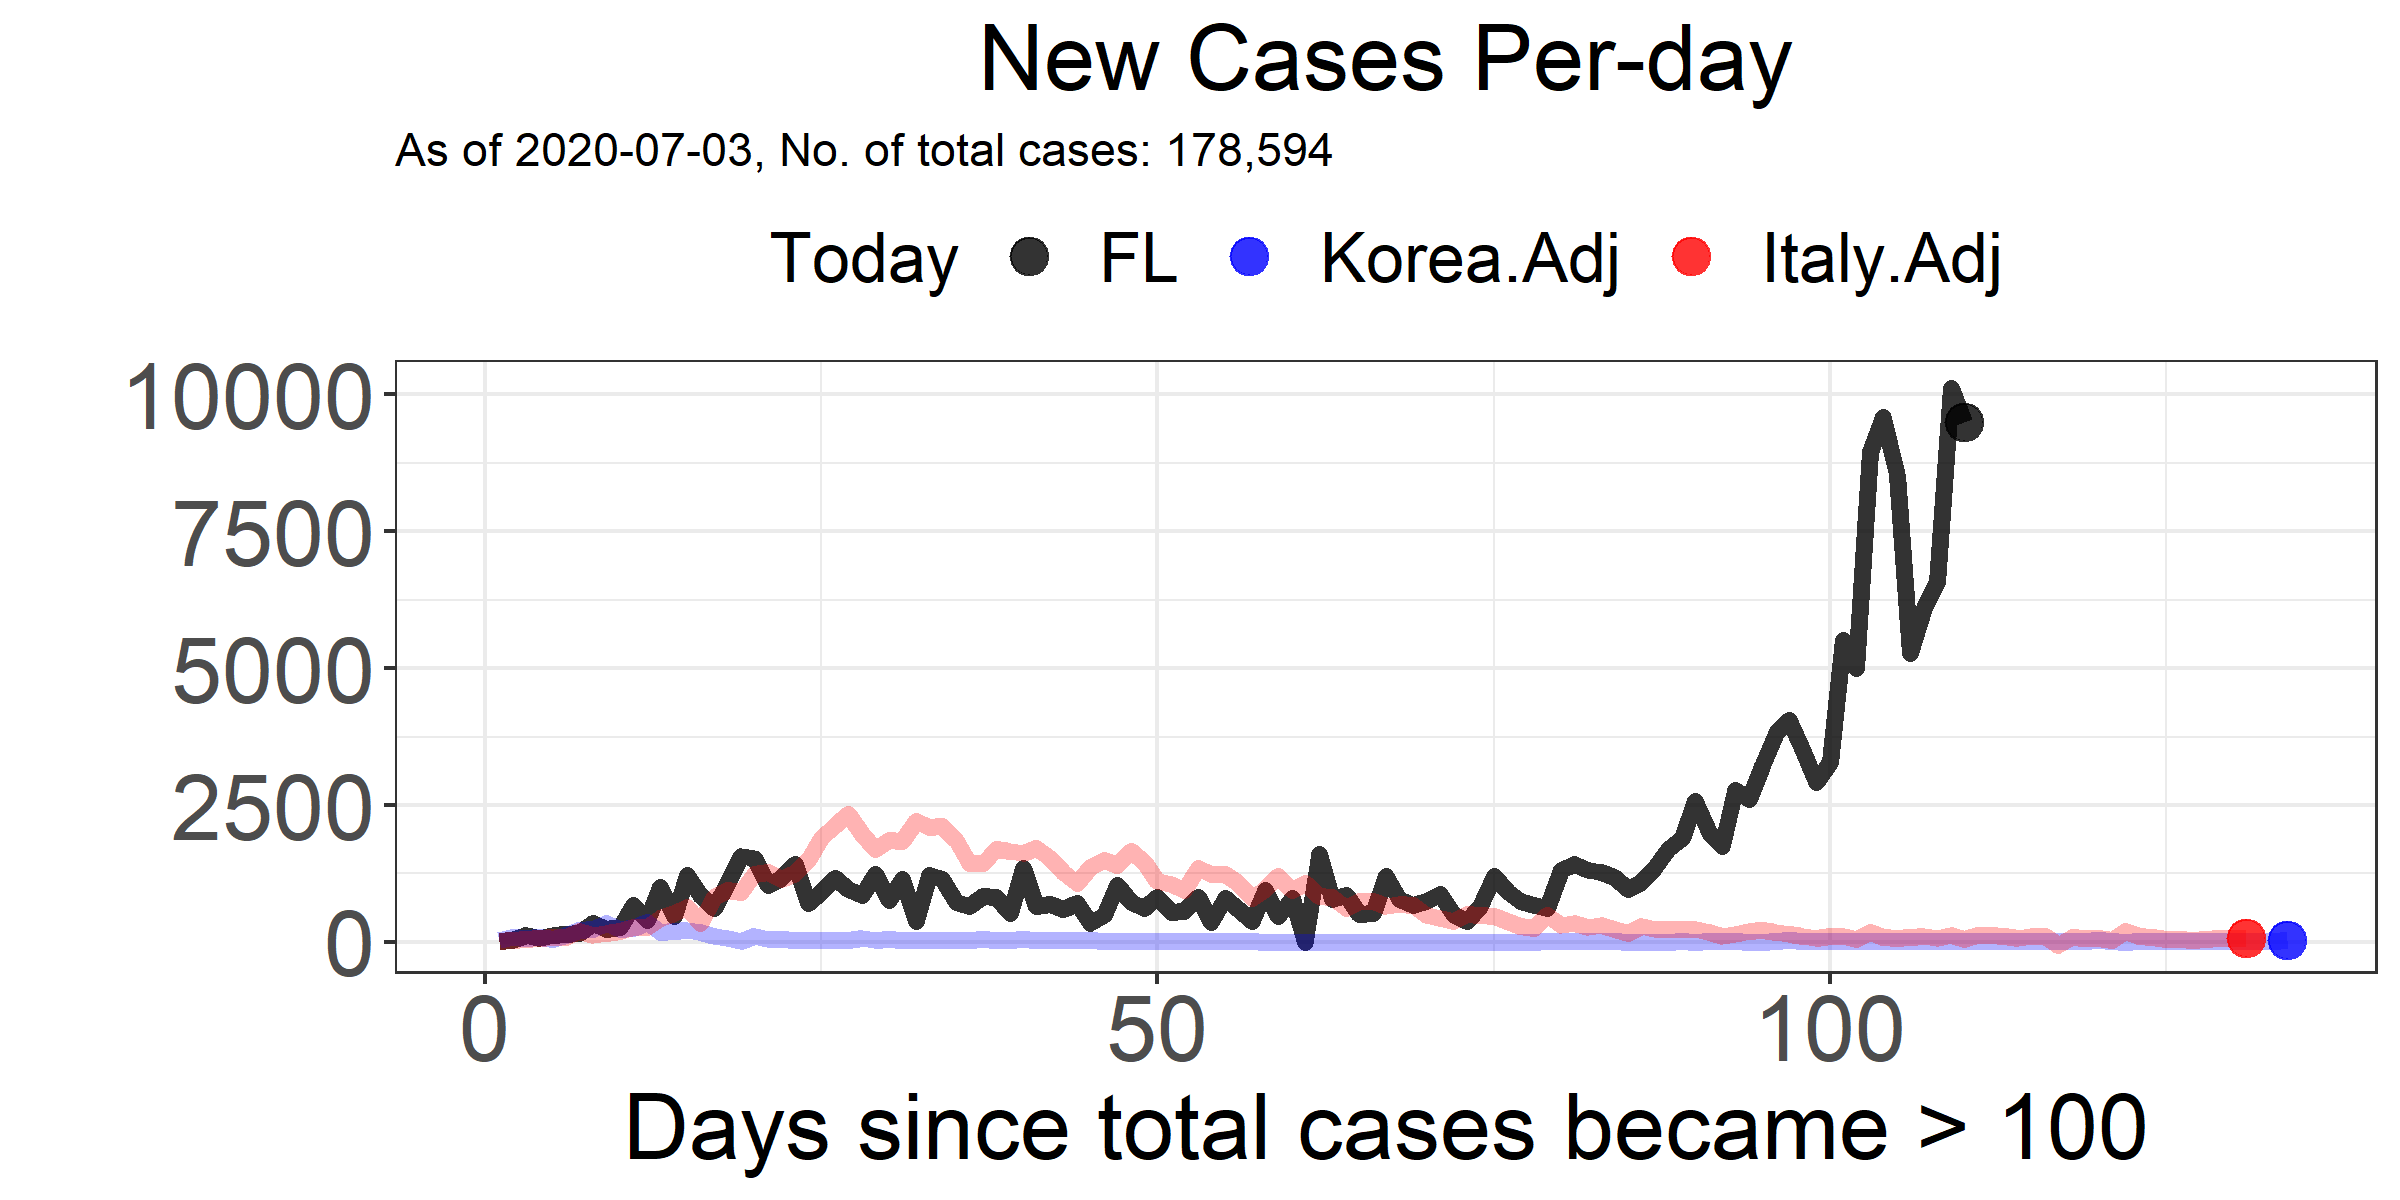 New Cases Per-day
As of 2020-07-03, No. of total cases: 178,594
Today FL Korea.Adj Italy.Adj
10000
7500
5000
2500
0
0 50 100
Days since total cases became > 100